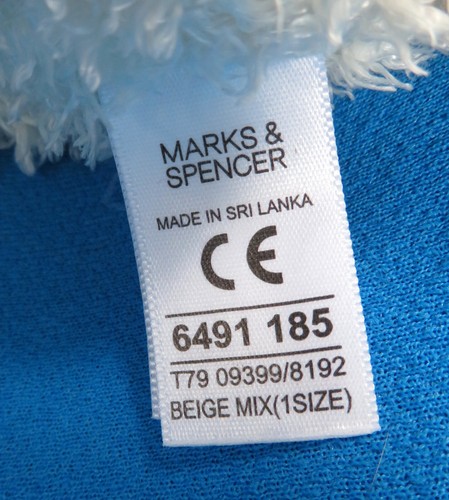 MARKS &
SPENCER
MADE IN SRI LANKA
CE
6491 185
T79 09399/8192
BEIGE MIX(1SIZE)